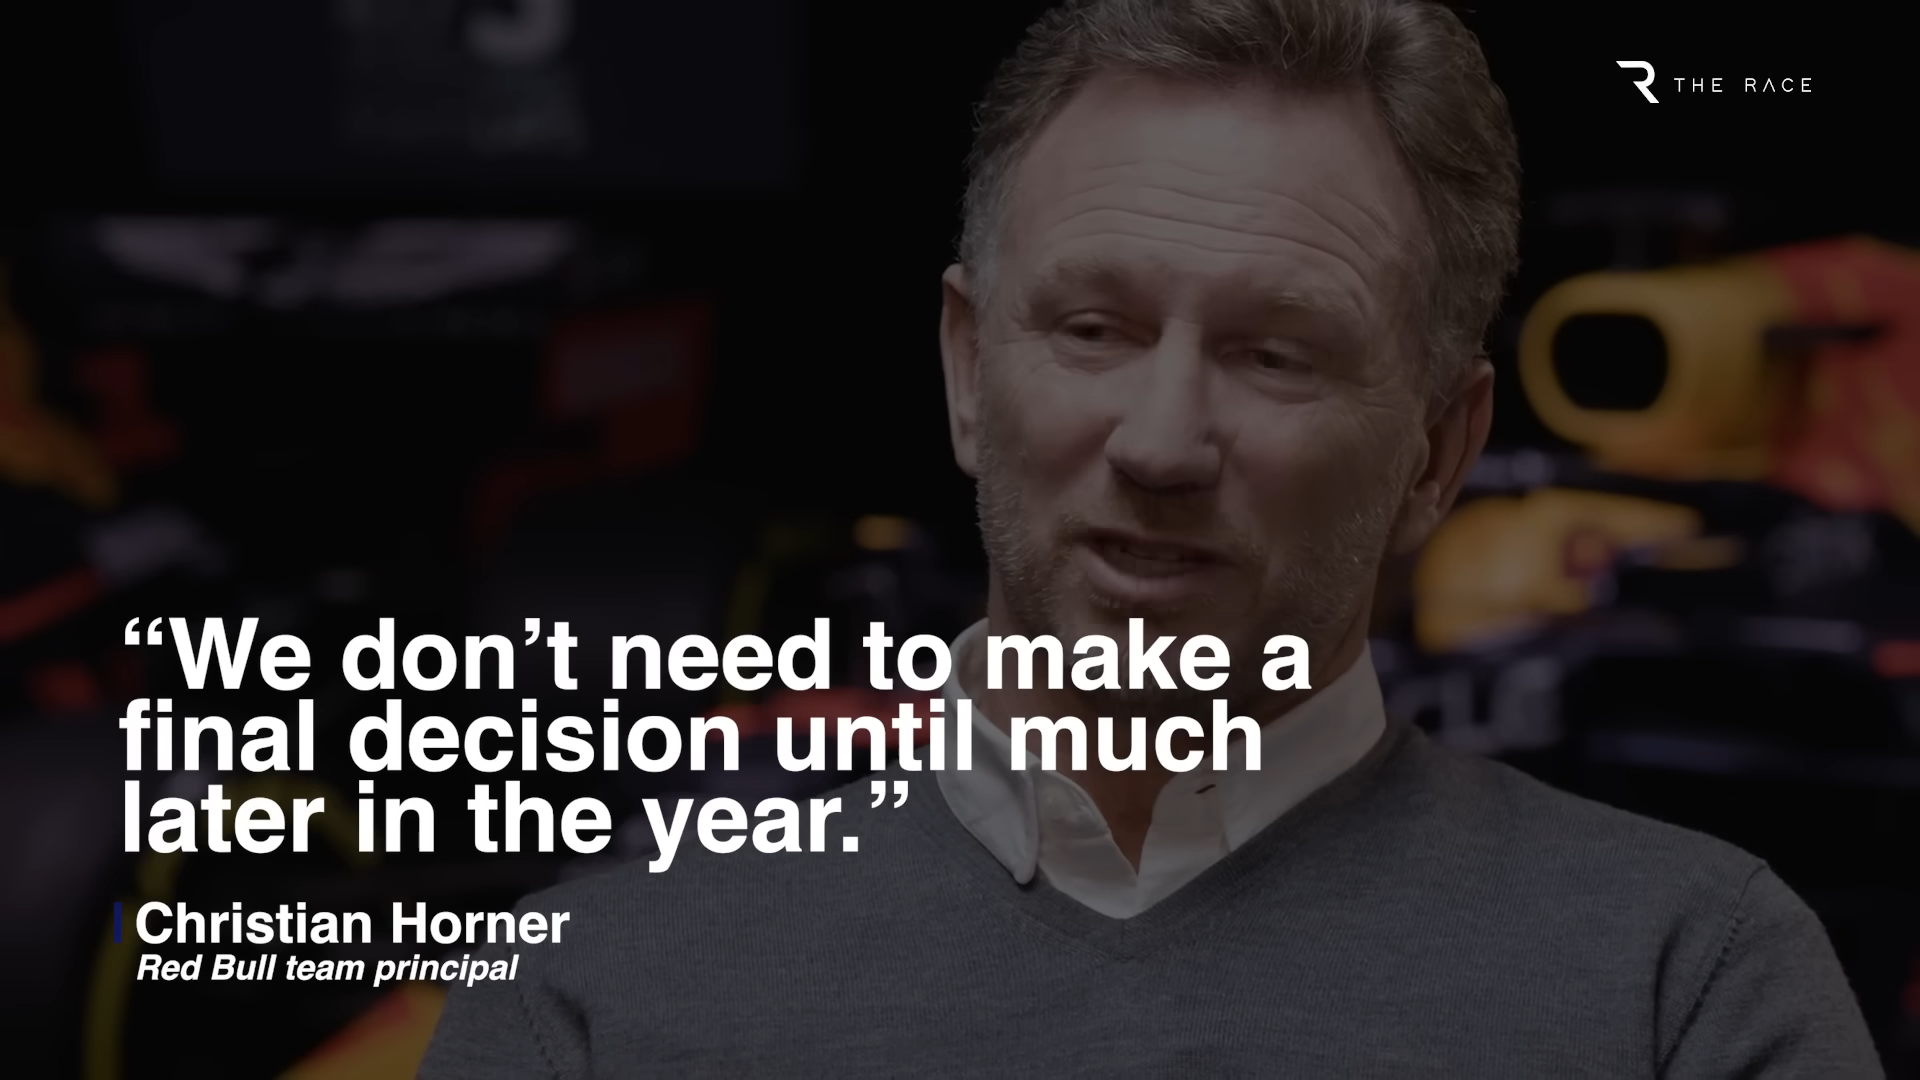 THE RACE
“We don’t need to make a
final decision until much
later in the year.”
Christian Horner
Red Bull team principal